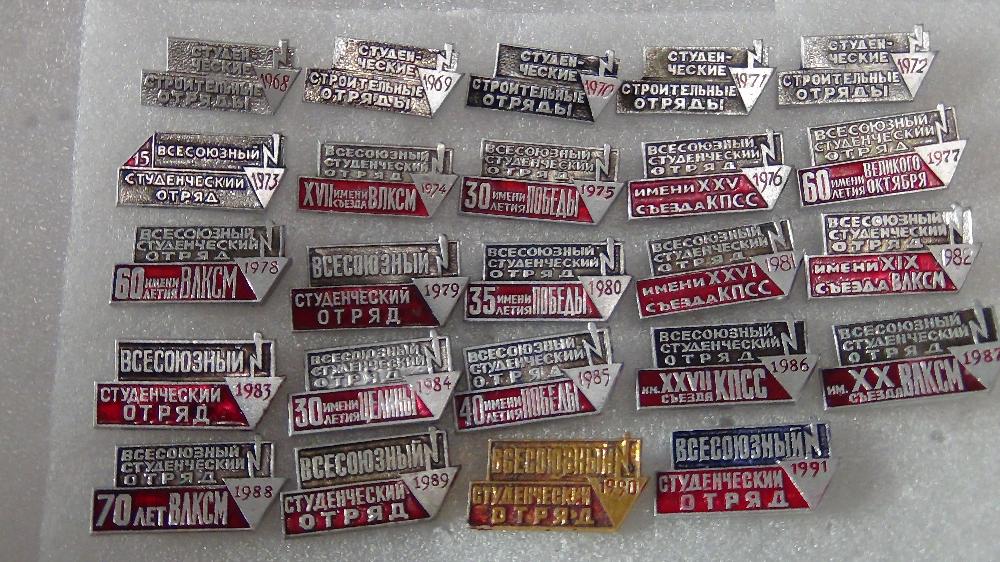 СТУДЕН-
ЧЕСКИЕ
СТРОИТЕЛЬНЫЕ
ОТРЯДЫ
1968
СТУДЕН-
ЧЕСКИЕ
СТРОИТЕЛЬНЫЕ
ОТРЯДЫ
1969
СТУДЕН-
ЧЕСКИЕ
СТРОИТЕЛЬНЫЕ
ОТРЯДЫ
1970
СТУДЕН-
ЧЕСКИЕ
СТРОИТЕЛЬНЫЕ
ОТРЯДЫ
1971
СТУДЕН-
ЧЕСКИЕ
СТРОИТЕЛЬНЫЕ
ОТРЯДЫ
1972
15 ВСЕСОЮЗНЫЙ
СТУДЕНЧЕСКИЙ
ОТРЯД
1973
ВСЕСОЮЗНЫЙ
СТУДЕНЧЕСКИЙ
ОТРЯД
XVII ИМЕНИ СЪЕЗДА ВЛКСМ
1974
ВСЕСОЮЗНЫЙ
СТУДЕНЧЕСКИЙ
ОТРЯД
30 ИМЕНИ ЛЕТИЯ ПОБЕДЫ
1975
ВСЕСОЮЗНЫЙ
СТУДЕНЧЕСКИЙ
ОТРЯД
ИМЕНИ XXV
СЪЕЗДА КПСС
1976
ВСЕСОЮЗНЫЙ
СТУДЕНЧЕСКИЙ
ОТРЯД
60 ИМЕНИ ЛЕТИЯ ВЕЛИКОГО ОКТЯБРЯ
1977
ВСЕСОЮЗНЫЙ
СТУДЕНЧЕСКИЙ
ОТРЯД
60 ИМЕНИ ЛЕТИЯ ВЛКСМ
1978
ВСЕСОЮЗНЫЙ
СТУДЕНЧЕСКИЙ
ОТРЯД
1979
ВСЕСОЮЗНЫЙ
СТУДЕНЧЕСКИЙ
ОТРЯД
35 ИМЕНИ ЛЕТИЯ ПОБЕДЫ
1980
ВСЕСОЮЗНЫЙ
СТУДЕНЧЕСКИЙ
ОТРЯД
ИМЕНИ XXVI
СЪЕЗДА КПСС
1981
ВСЕСОЮЗНЫЙ
СТУДЕНЧЕСКИЙ
ОТРЯД
ИМЕНИ XIX
СЪЕЗДА ВЛКСМ
982
ВСЕСОЮЗНЫЙ
СТУДЕНЧЕСКИЙ
ОТРЯД
1983
ВСЕСОЮЗНЫЙ
СТУДЕНЧЕСКИЙ
ОТРЯД
30 ИМЕНИ ЛЕТИЯ ЦЕЛИНЫ
1984
ВСЕСОЮЗНЫЙ
СТУДЕНЧЕСКИЙ
ОТРЯД
40 ИМЕНИ ЛЕТИЯ ПОБЕДЫ
1985
ВСЕСОЮЗНЫЙ
СТУДЕНЧЕСКИЙ
ОТРЯД
ИМ. XXVII СЪЕЗДА КПСС
1986
ВСЕСОЮЗНЫЙ
СТУДЕНЧЕСКИЙ
ОТРЯД
ИМ. XX СЪЕЗДА ВЛКСМ
1987
ВСЕСОЮЗНЫЙ
СТУДЕНЧЕСКИЙ
ОТРЯД
70 ЛЕТ ВЛКСМ
1988
ВСЕСОЮЗНЫЙ
СТУДЕНЧЕСКИЙ
ОТРЯД
1989
ВСЕСОЮЗНЫЙ
СТУДЕНЧЕСКИЙ
ОТРЯД
1990
ВСЕСОЮЗНЫЙ
СТУДЕНЧЕСКИЙ
ОТРЯД
1991